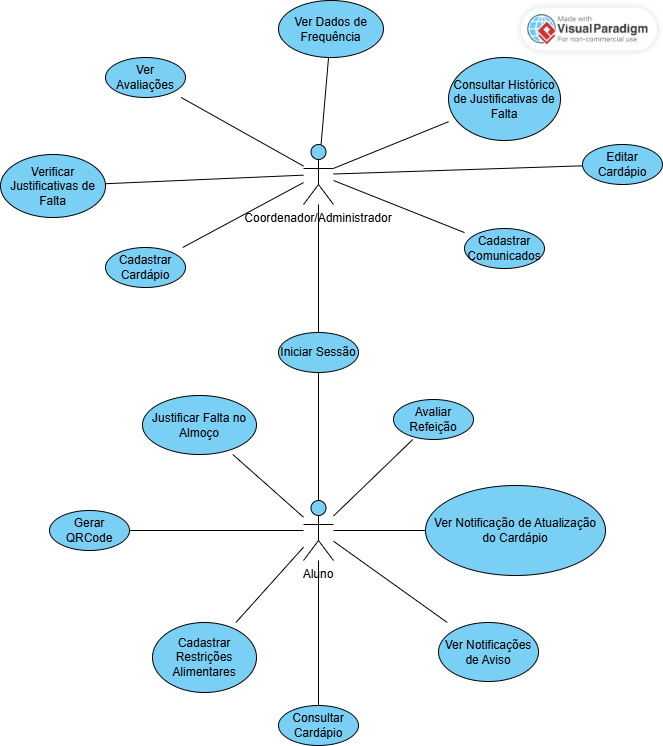 Made with
Visual Paradigm
For non-commercial use
Ver Dados de
Frequência
Ver
Avaliações
Consultar Histórico
de Justificativas de
Falta
Editar
Cardápio
Verificar
Justificativas de
Falta
Coordenador/Administrador
Cadastrar
Comunicados
Cadastrar
Cardápio
Iniciar Sessão
Justificar Falta no
Almoço
Avaliar
Refeição
Gerar
QRCode
Ver Notificação de Atualização
do Cardápio
Aluno
Cadastrar
Restrições
Alimentares
Ver Notificações
de Aviso
Consultar
Cardápio